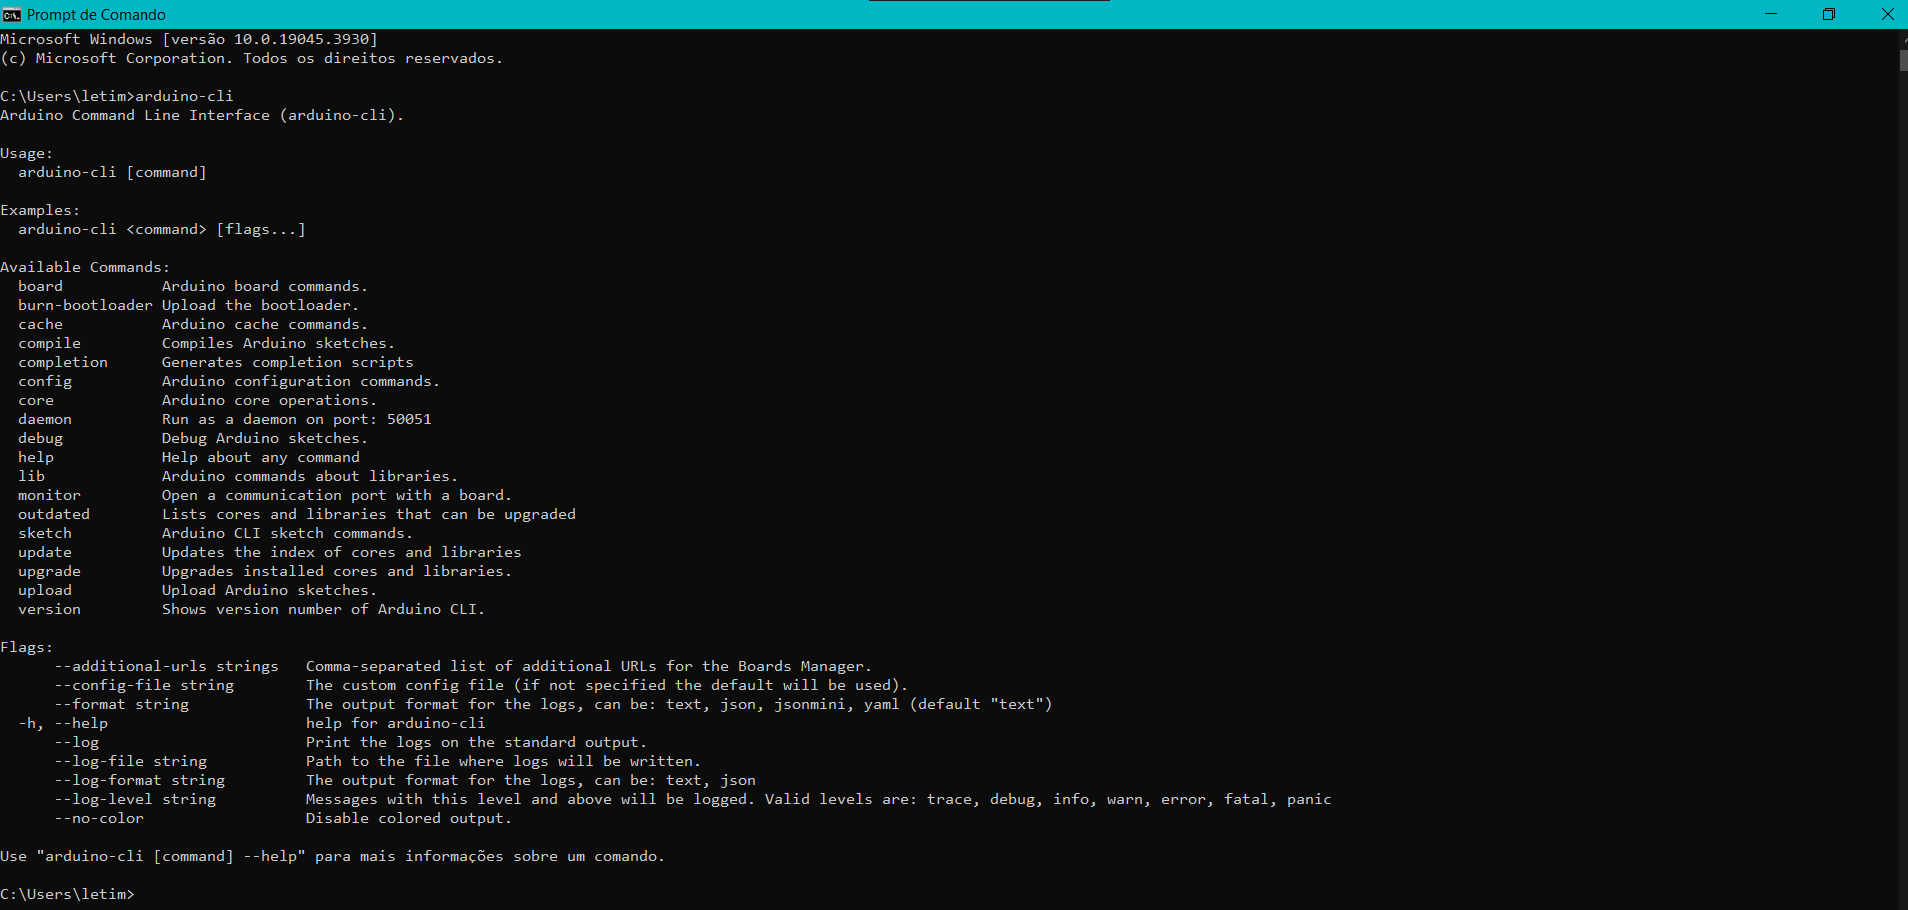 Prompt de Comando
Microsoft Windows [versão 10.0.19045.3930]
(c) Microsoft Corporation. Todos os direitos reservados.
C:\Users\letim>arduino-cli
Arduino Command Line Interface (arduino-cli).
Usage:
  arduino-cli [command]
Examples:
  arduino-cli <command> [flags...]
Available Commands:
  board           Arduino board commands.
  burn-bootloader Upload the bootloader.
  cache           Arduino cache commands.
  compile         Compiles Arduino sketches.
  completion      Generates completion scripts
  config          Arduino configuration commands.
  core            Arduino core operations.
  daemon          Run as a daemon on port: 50051
  debug           Debug Arduino sketches.
  help            Help about any command
  lib             Arduino commands about libraries.
  monitor         Open a communication port with a board.
  outdated        Lists cores and libraries that can be upgraded
  sketch          Arduino CLI sketch commands.
  update          Updates the index of cores and libraries
  upgrade         Upgrades installed cores and libraries.
  upload          Upload Arduino sketches.
  version         Shows version number of Arduino CLI.
Flags:
      --additional-urls strings   Comma-separated list of additional URLs for the Boards Manager.
      --config-file string        The custom config file (if not specified the default will be used).
      --format string             The output format for the logs, can be: text, json, jsonmini, yaml (default "text")
  -h, --help                      help for arduino-cli
      --log                       Print the logs on the standard output.
      --log-file string           Path to the file where logs will be written.
      --log-format string         The output format for the logs, can be: text, json
      --log-level string          Messages with this level and above will be logged. Valid levels are: trace, debug, info, warn, error, fatal, panic
      --no-color                  Disable colored output.
Use "arduino-cli [command] --help" para mais informações sobre um comando.
C:\Users\letim>